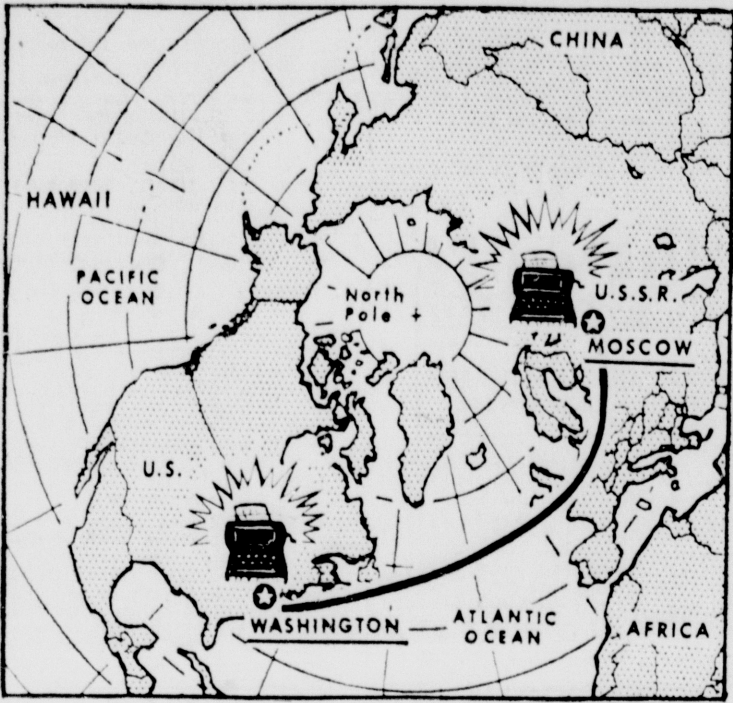 CHINA
HAWAII
PACIFIC
OCEAN
North
Pole
U.S.S.R.
MOSCOW
U.S.
WASHINGTON
ATLANTIC
OCEAN
AFRICA